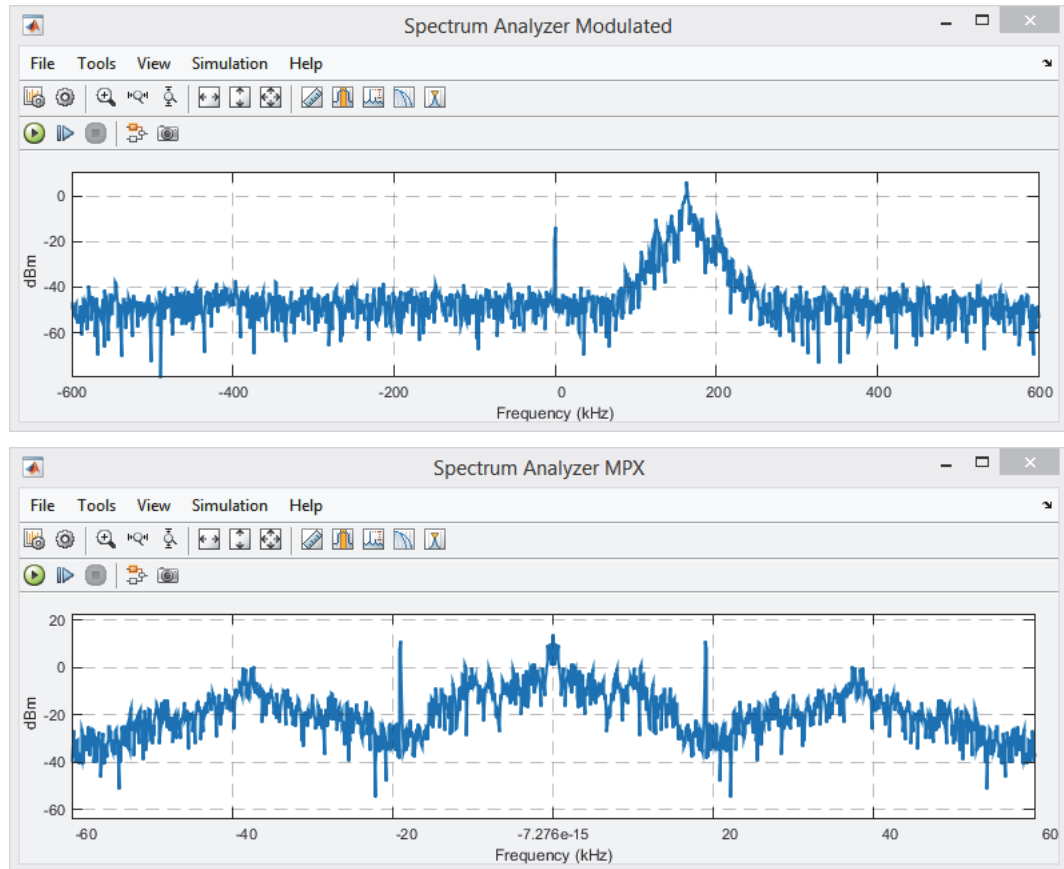 Spectrum Analyzer Modulated
File Tools View Simulation Help
0
-20
-40
-60
dBm
-600 -400 -200 0 200 400 600
Frequency (kHz)
Spectrum Analyzer MPX
File Tools View Simulation Help
20
0
-20
-40
-60
dBm
-60 -40 -20 -7.276e-15 20 40 60
Frequency (kHz)